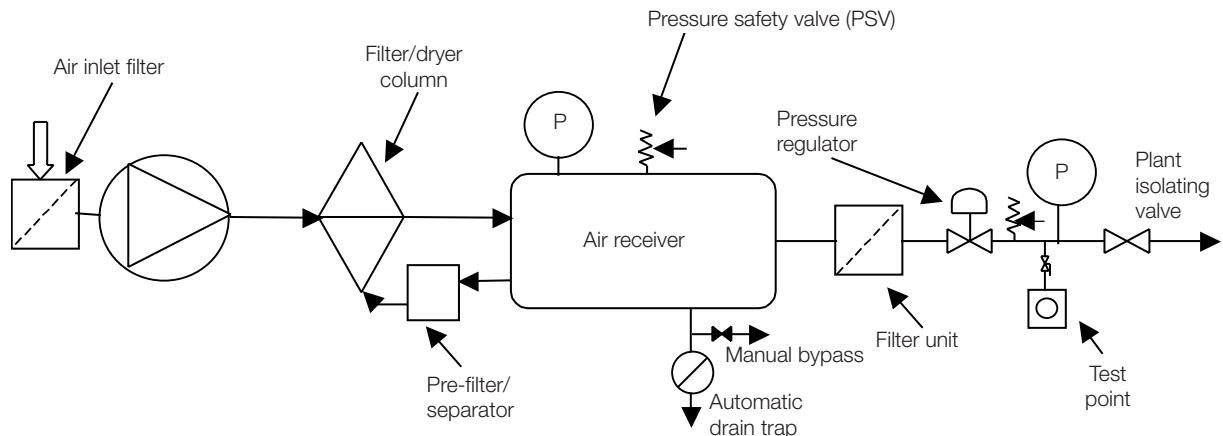 Pressure safety valve (PSV)
Filter/dryer
column
Air inlet filter
P
Pressure
regulator
P
Plant
isolating
valve
Air receiver
Manual bypass
Filter unit
Pre-filter/
separator
Automatic
drain trap
Test
point